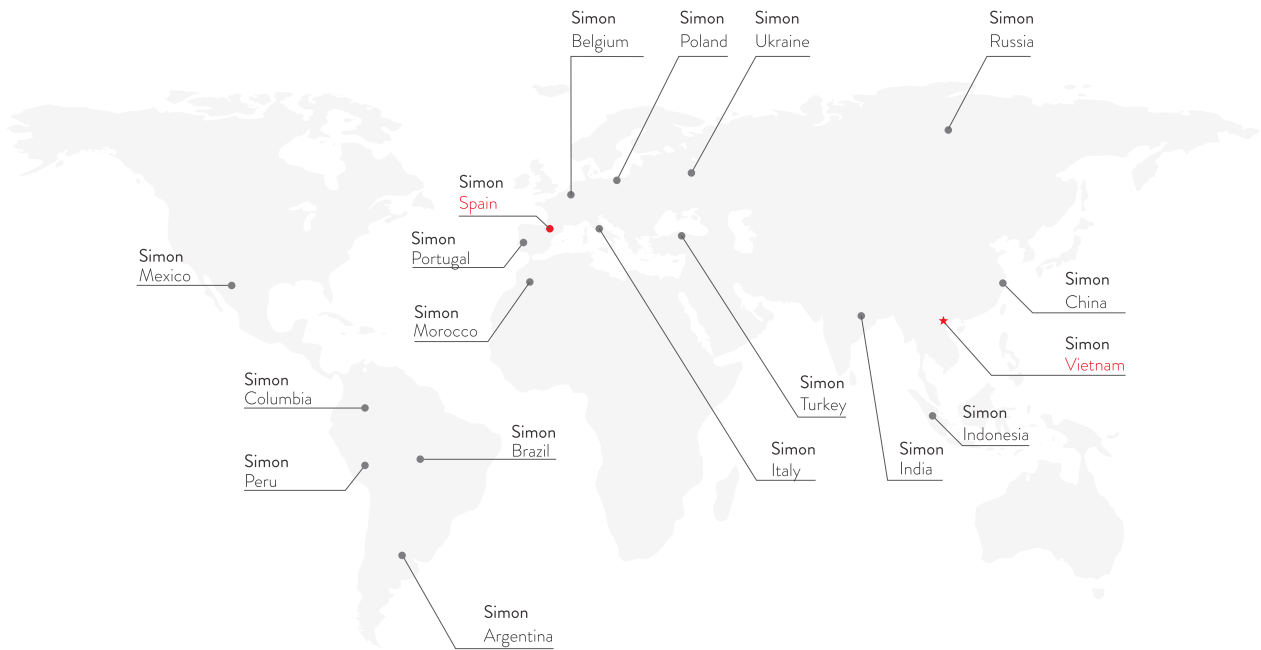 Simon
Belgium
Simon
Poland
Simon
Ukraine
Simon
Russia
Simon
Spain
Simon
Portugal
Simon
Mexico
Simon
China
Simon
Morocco
Simon
Vietnam
Simon
Columbia
Simon
Turkey
Simon
Indonesia
Simon
Brazil
Simon
Italy
Simon
India
Simon
Peru
Simon
Argentina